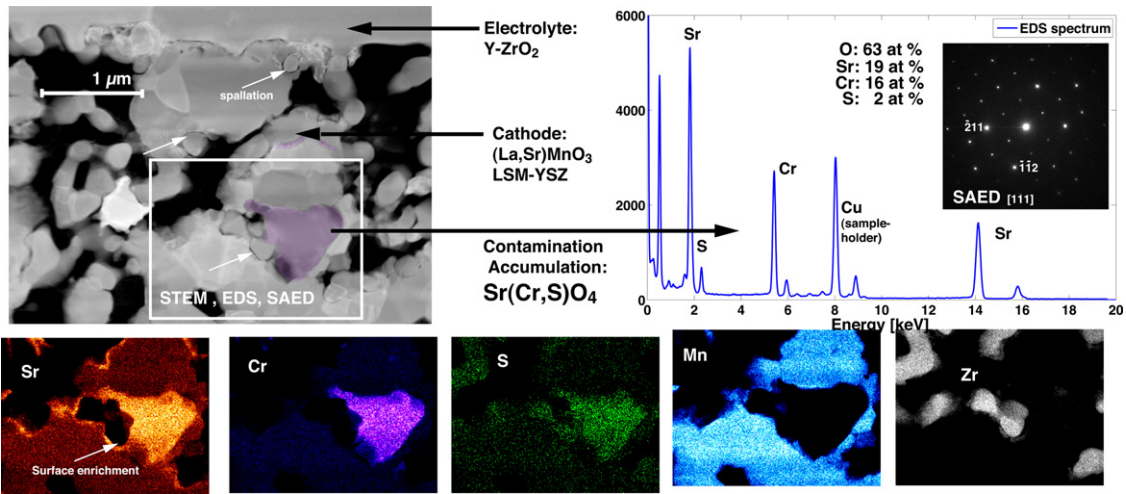 1 µm
spallation
STEM , EDS, SAED
Electrolyte:
Y-ZrO₂
Cathode:
(La,Sr)MnO₃
LSM-YSZ
Contamination
Accumulation:
Sr(Cr,S)O₄
6000
4000
2000
0
0 2 4 6 8 10 12 14 16 18 20
Energy [keV]
EDS spectrum
Sr
S
Cr
Cu
(sample-
holder)
Sr
O: 63 at %
Sr: 19 at %
Cr: 16 at %
S: 2 at %
2̄11
1̄1̄2
SAED [111]
Sr
Surface enrichment
Cr
S
Mn
Zr